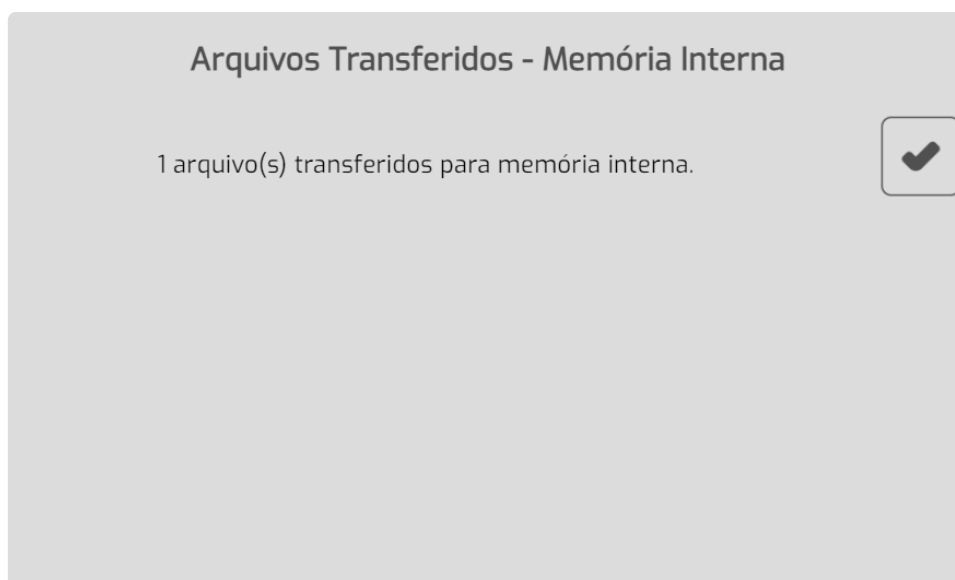 Arquivos Transferidos - Memória Interna
1 arquivo(s) transferidos para memória interna.